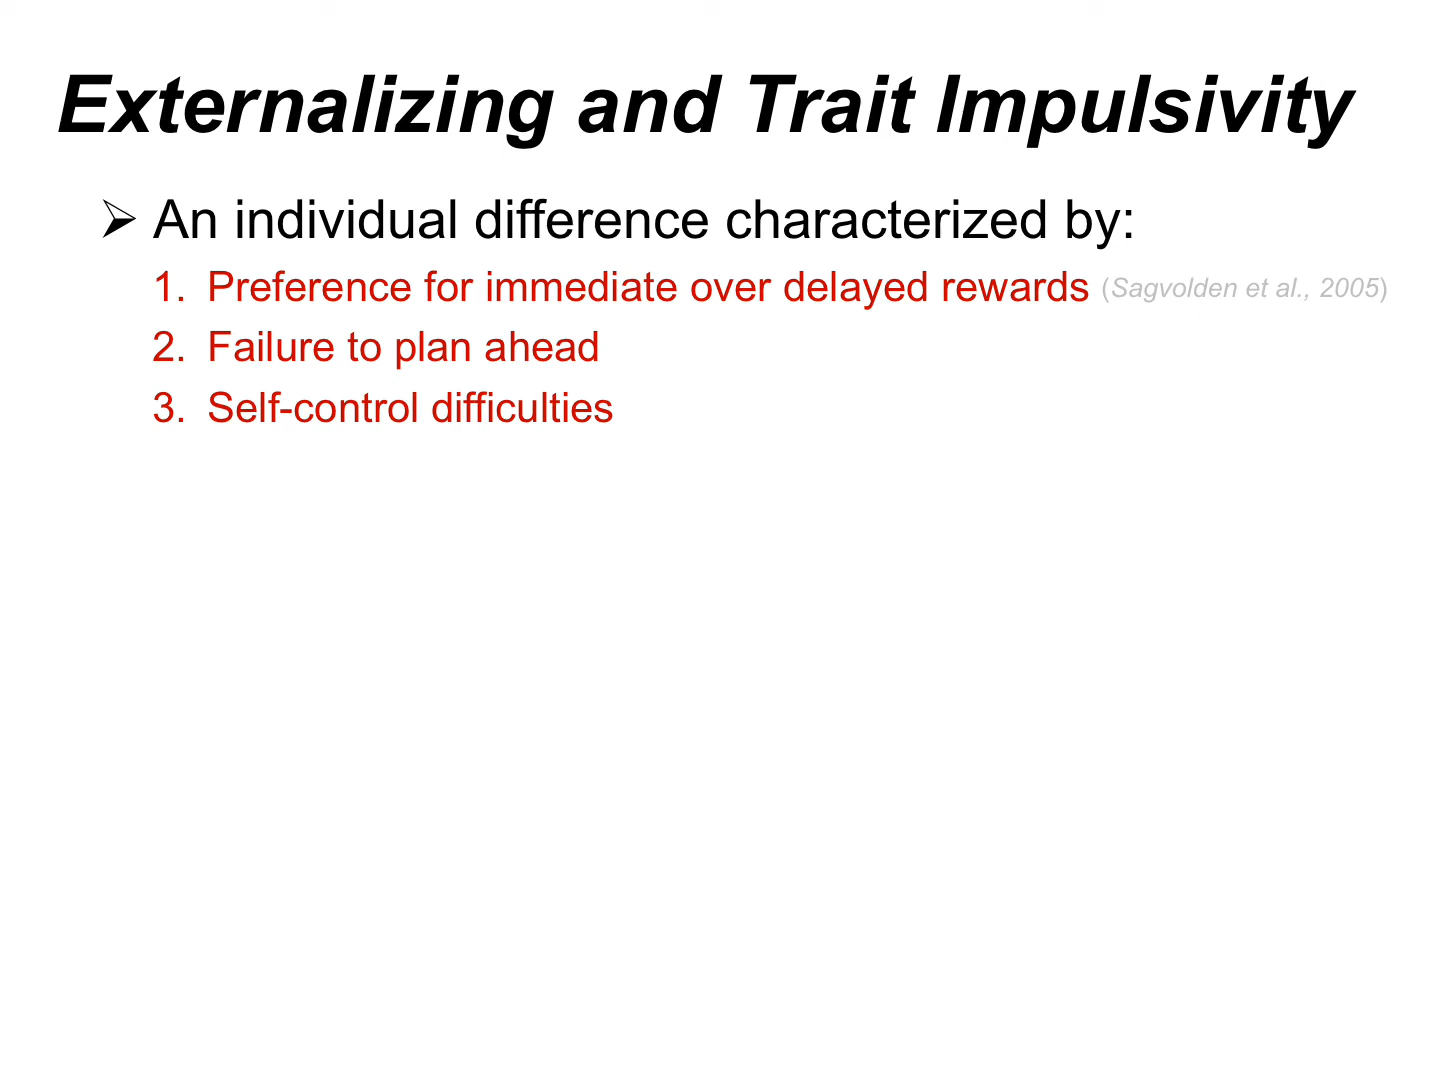 Externalizing and Trait Impulsivity
➢ An individual difference characterized by:
1. Preference for immediate over delayed rewards (Sagvolden et al., 2005)
2. Failure to plan ahead
3. Self-control difficulties